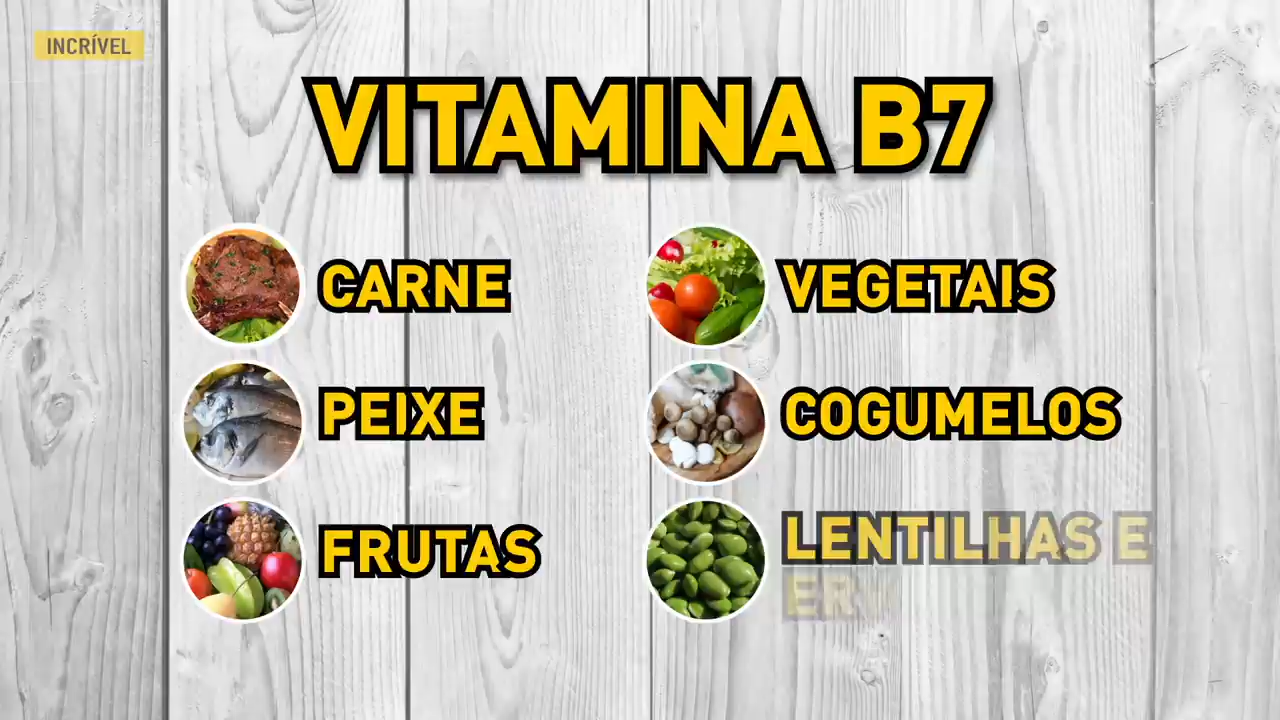 INCRÍVEL
VITAMINA B7
CARNE
VEGETAIS
PEIXE
COGUMELOS
FRUTAS
LENTILHAS E